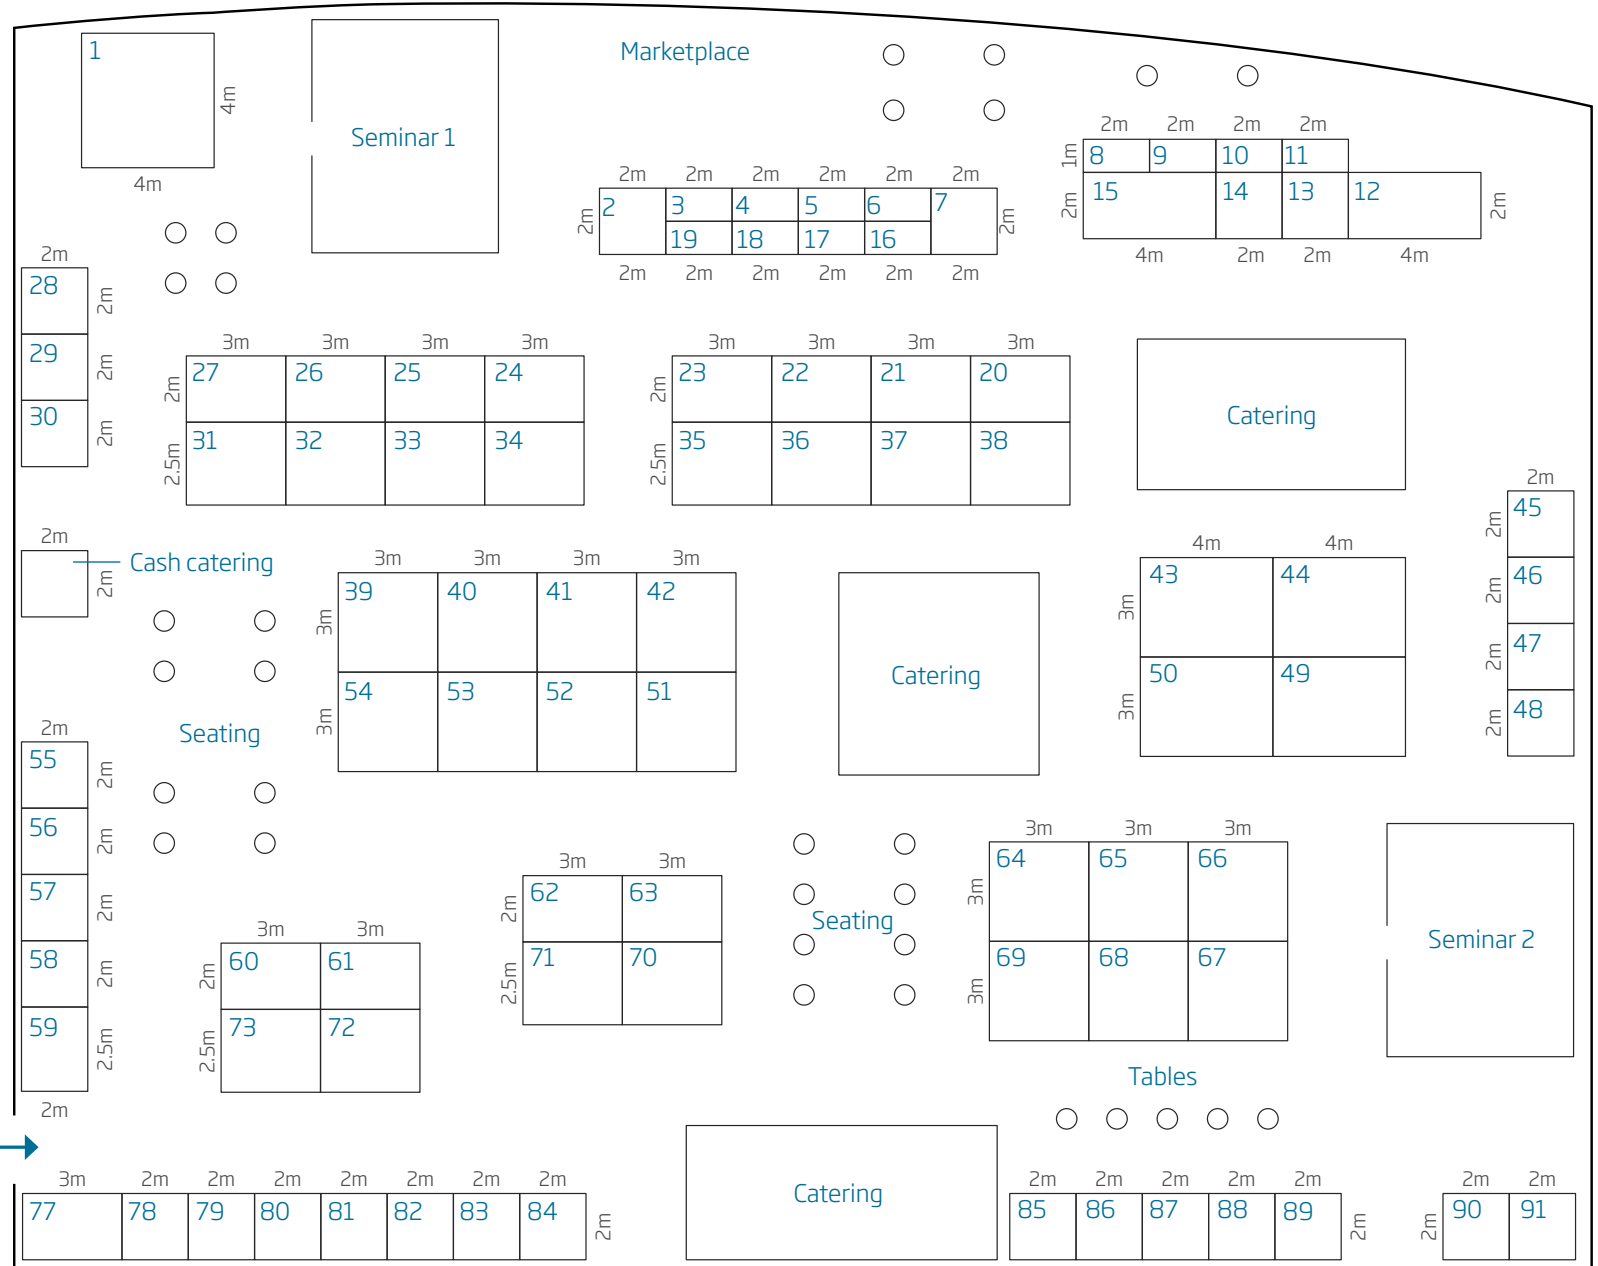 1
4m
4m
Seminar 1
Marketplace
2m 2m 2m 2m 2m 2m
2m 2 3 4 5 6 7 2m
19 18 17 16
2m 2m 2m 2m 2m 2m
2m 2m 2m 2m
1m 8 9 10 11
2m 15 14 13 12 2m
4m 2m 2m 4m
2m
28 2m
29 2m
30 2m
3m 3m 3m 3m
2m 27 26 25 24
2.5m 31 32 33 34
3m 3m 3m 3m
2m 23 22 21 20
2.5m 35 36 37 38
Catering
2m
2m
Cash catering
3m 3m 3m 3m
3m 39 40 41 42
3m 54 53 52 51
Catering
4m 4m
3m 43 44
3m 50 49
2m
2m 45
2m 46
2m 47
2m 48
Seating
2m
55 2m
56 2m
57 2m
58 2m
59 2.5m
2m
3m 3m
2m 60 61
2.5m 73 72
3m 3m
2m 62 63
2.5m 71 70
Seating
3m 3m 3m
3m 64 65 66
3m 69 68 67
Seminar 2
Tables
3m 2m 2m 2m 2m 2m 2m 2m
77 78 79 80 81 82 83 84 2m
Catering
2m 2m 2m 2m 2m
85 86 87 88 89 2m
2m 2m
2m 90 91